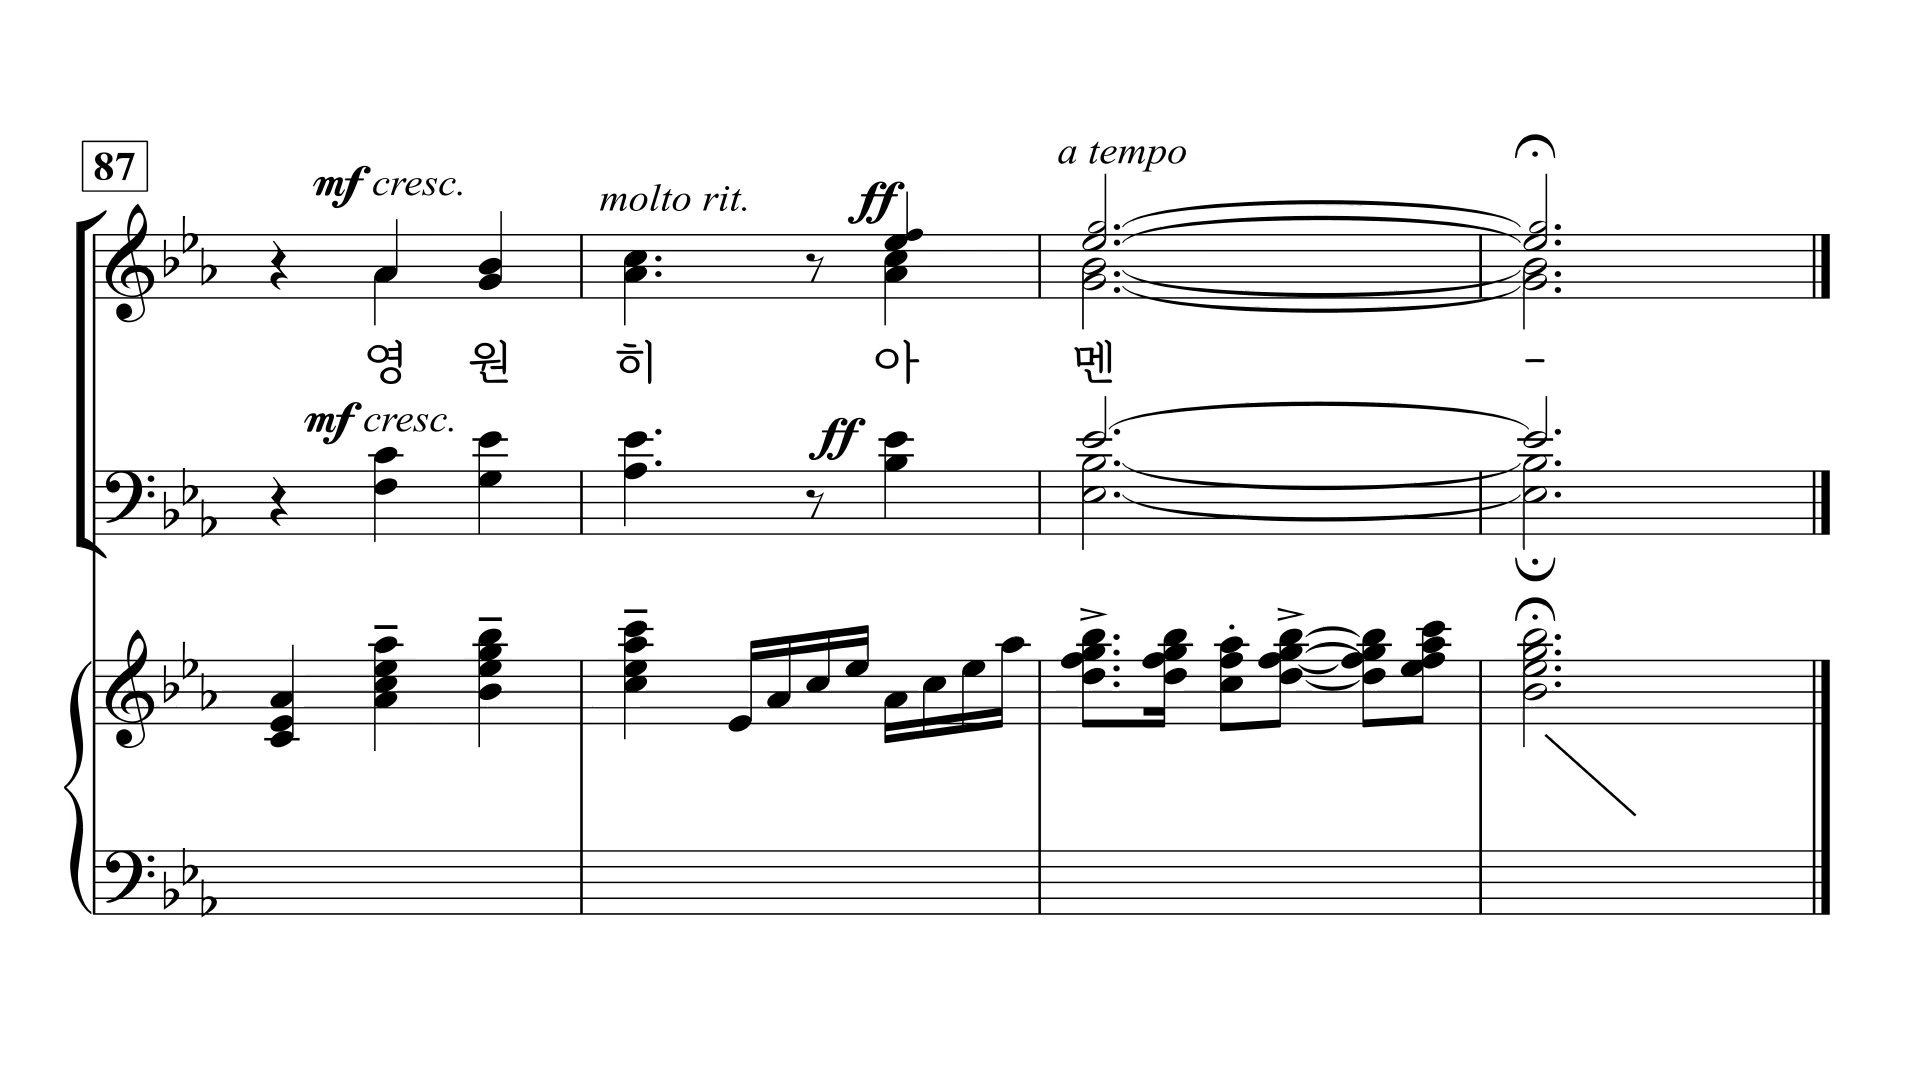 87
mf cresc.
molto rit.
ff
a tempo
영 원 히 아 멘 -
mf cresc.
ff